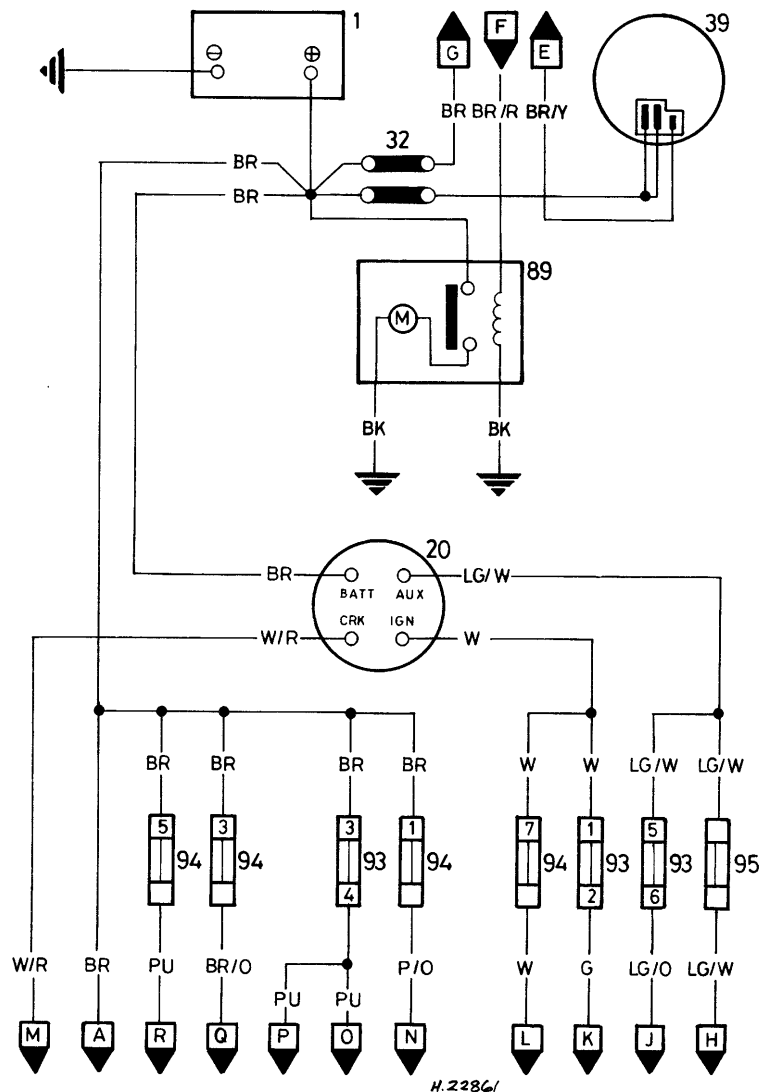 1
39
⊖ ⊕
G F E
BR BR/R BR/Y
32
BR
BR
89
M
BK BK
20
BR BATT AUX LG/W
W/R CRK IGN W
BR BR BR BR W W LG/W LG/W
5 3 3 1 7 1 5
94 94 93 94 94 93 93 95
4 2 6
W/R BR PU BR/O P/O W G LG/O LG/W
PU PU
M A R Q P O N L K J H
H.22861